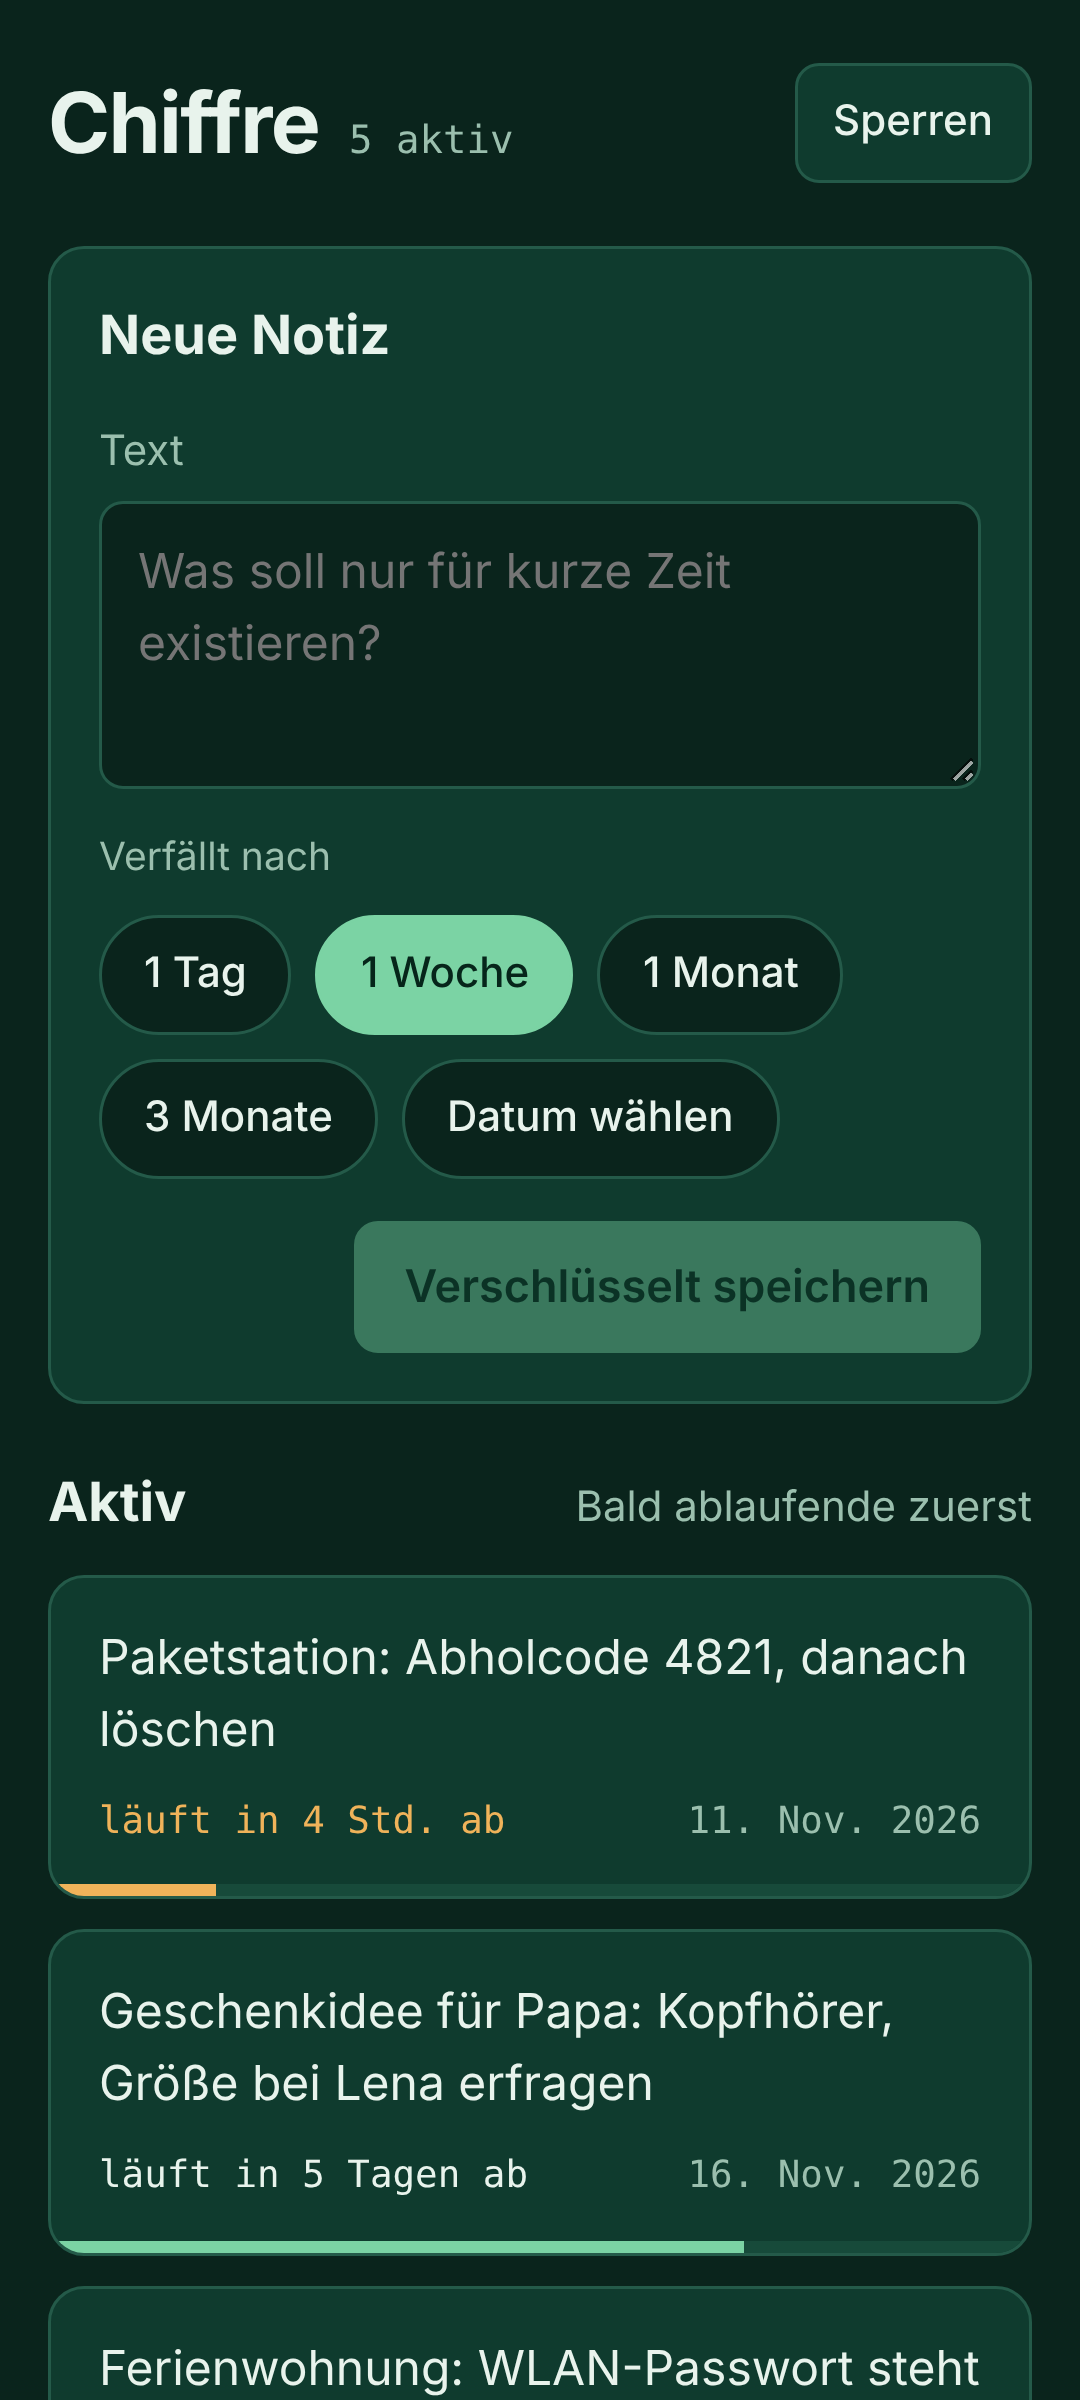 Chiffre 5 aktiv
Sperren
Neue Notiz
Text
Was soll nur für kurze Zeit
existieren?
Verfällt nach
1 Tag
1 Woche
1 Monat
3 Monate
Datum wählen
Verschlüsselt speichern
Aktiv
Bald ablaufende zuerst
Paketstation: Abholcode 4821, danach
löschen
läuft in 4 Std. ab
11. Nov. 2026
Geschenkidee für Papa: Kopfhörer,
Größe bei Lena erfragen
läuft in 5 Tagen ab
16. Nov. 2026
Ferienwohnung: WLAN-Passwort steht